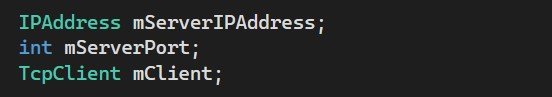 IPAddress mServerIPAddress;
int mServerPort;
TcpClient mClient;